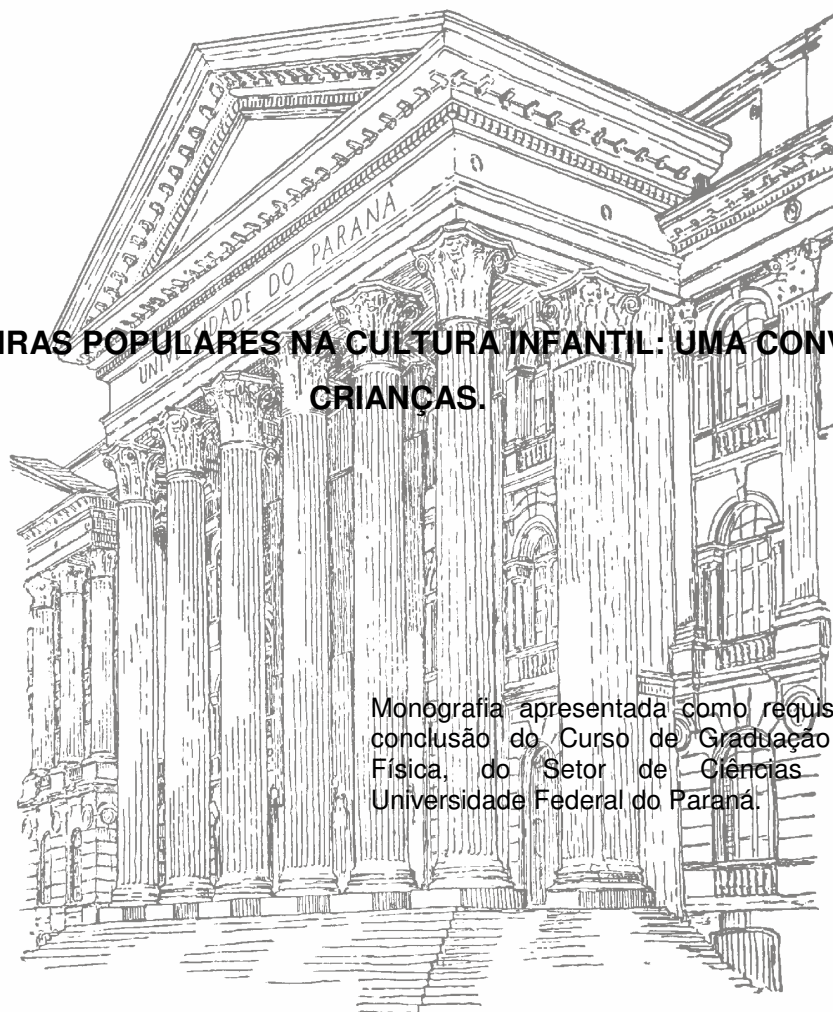 UNIVERSIDADE DO PARANÁ
IRAS POPULARES NA CULTURA INFANTIL: UMA CONV
CRIANÇAS.
Monografia apresentada como requis
conclusão do Curso de Graduação
Física, do Setor de Ciências
Universidade Federal do Paraná.